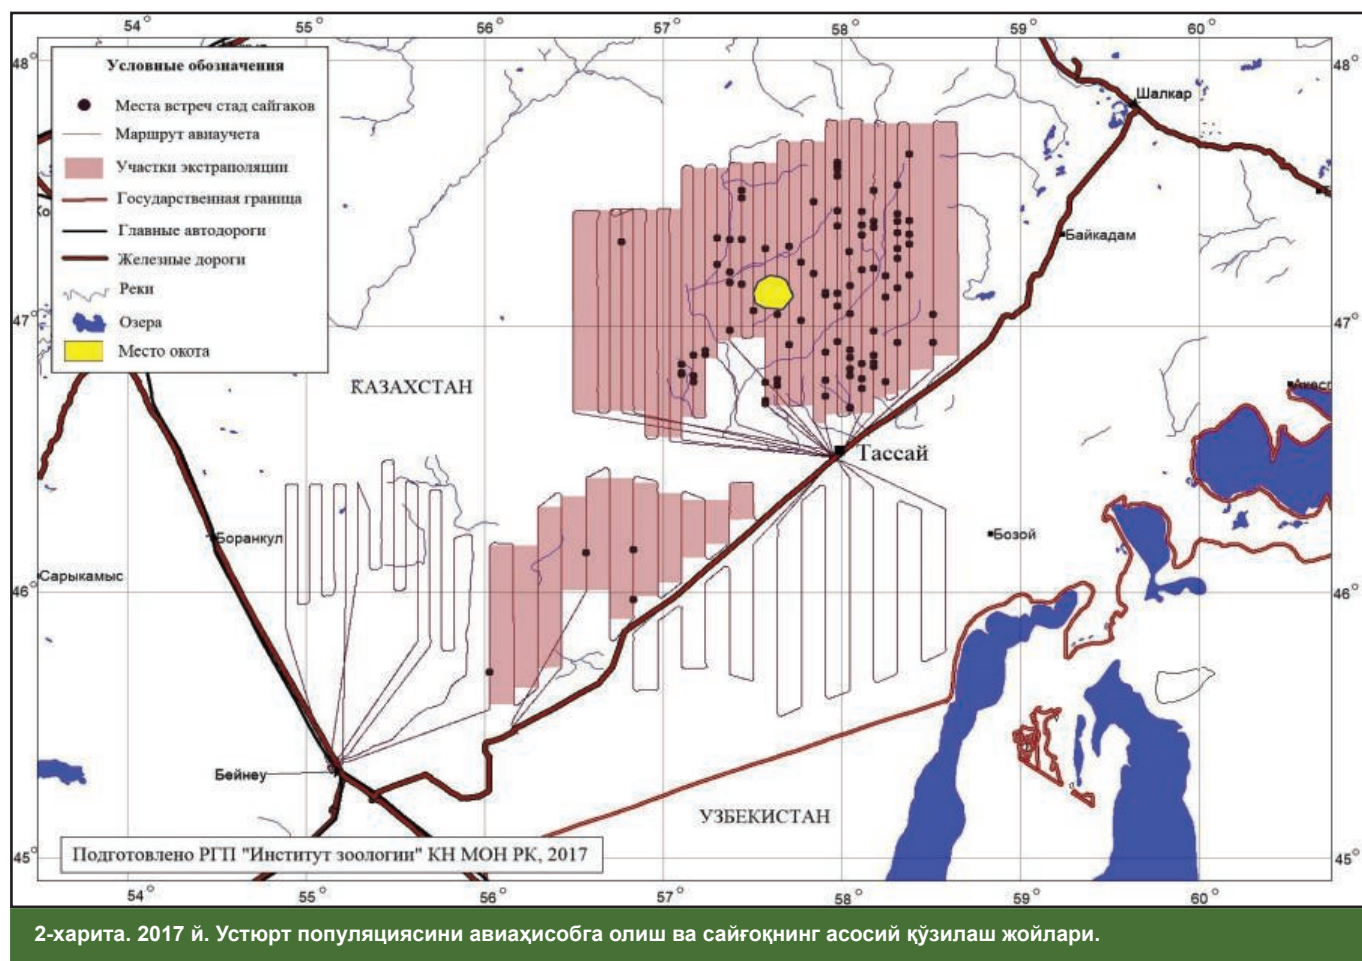 54° 55° 56° 57° 58° 59° 60°
48° 48°
Условные обозначения
Места встреч стад сайгаков
Маршрут авиаучета
Участки экстраполяции
Государственная граница
Главные автодороги
Железные дороги
Реки
Озера
Место окота
Шалкар
Байкадам
47° 47°
КАЗАХСТАН
Тассай
Боранкул
Бозой
Сарыкамыс
46° 46°
Бейнеу
УЗБЕКИСТАН
Подготовлено РГП "Институт зоологии" КН МОН РК, 2017
45° 45°
54° 55° 56° 57° 58° 59° 60°
2-харита. 2017 й. Устюрт популяциясини авиаҳисобга олиш ва сайғоқнинг асосий қўзилаш жойлари.